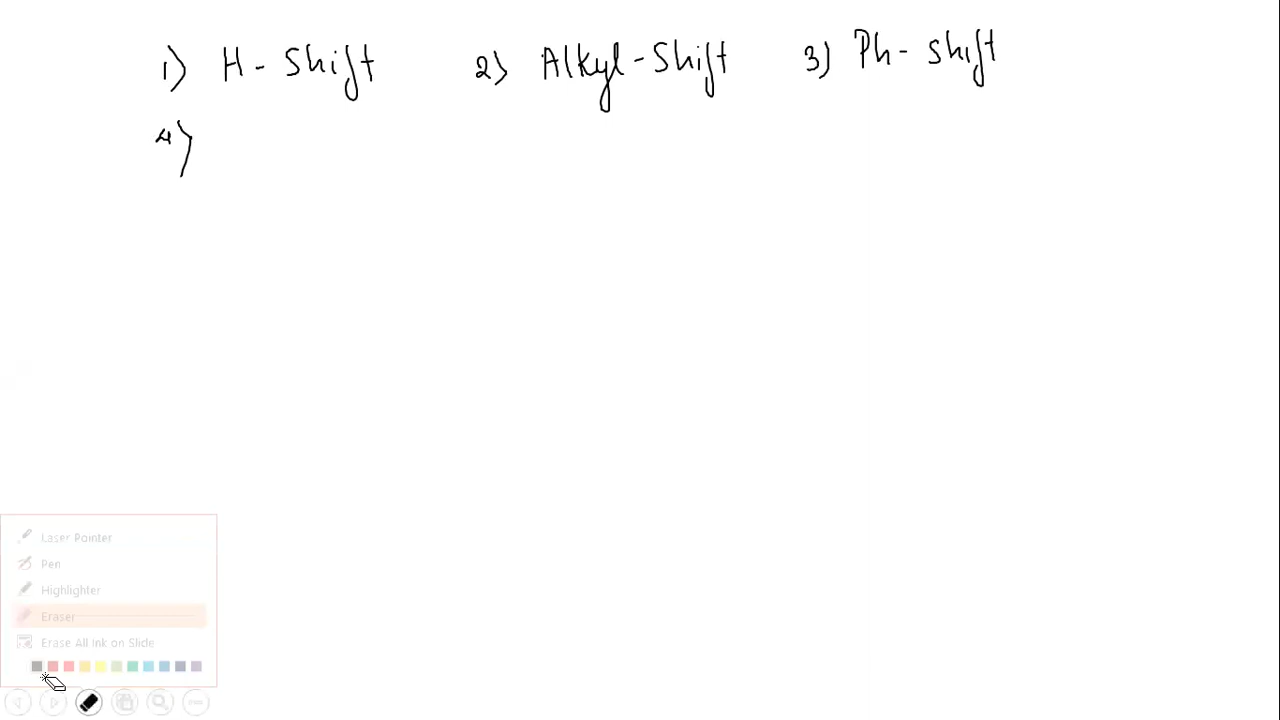 1) H - Shift 2) Alkyl - Shift 3) Ph - shift
4)
Laser Pointer
Pen
Highlighter
Eraser
Erase All Ink on Slide